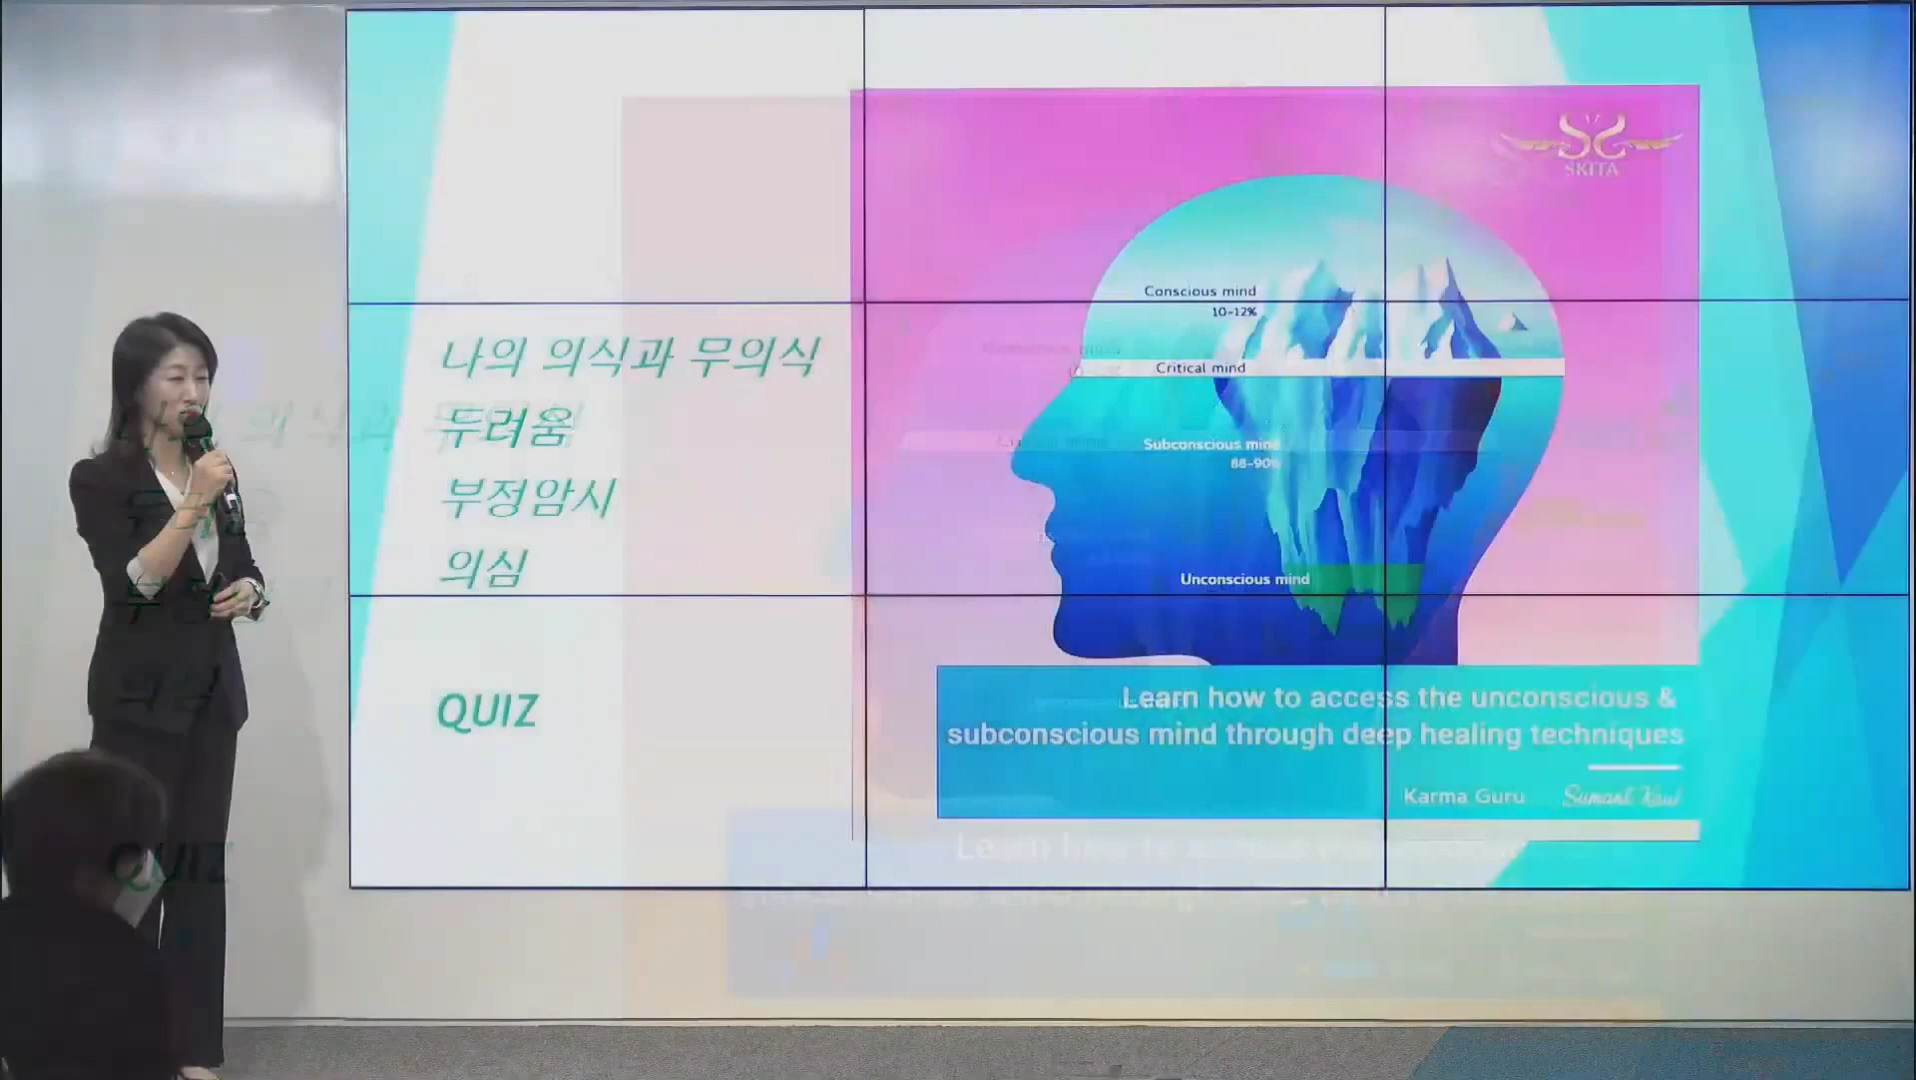 나의 의식과 무의식
두려움
부정암시
의심
QUIZ
SKITA
Conscious mind
10-12%
Critical mind
Subconscious mind
88-90%
Unconscious mind
Learn how to access the unconscious &
subconscious mind through deep healing techniques
Karma Guru Sumant Kaul